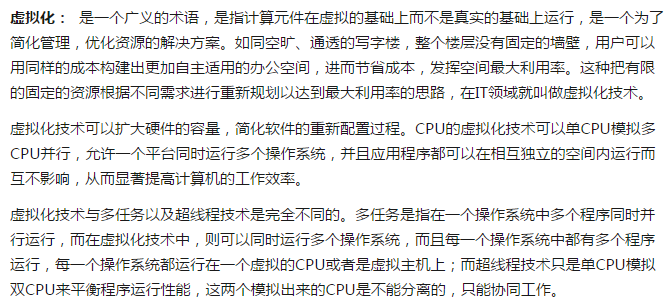 虚拟化： 是一个广义的术语，是指计算元件在虚拟的基础上而不是真实的基础上运行，是一个为了
简化管理，优化资源的解决方案。如同空旷、通透的写字楼，整个楼层没有固定的墙壁，用户可以
用同样的成本构建出更加自主适用的办公空间，进而节省成本，发挥空间最大利用率。这种把有限
的固定的资源根据不同需求进行重新规划以达到最大利用率的思路，在IT领域就叫做虚拟化技术。
虚拟化技术可以扩大硬件的容量，简化软件的重新配置过程。CPU的虚拟化技术可以单CPU模拟多
CPU并行，允许一个平台同时运行多个操作系统，并且应用程序都可以在相互独立的空间内运行而
互不影响，从而显著提高计算机的工作效率。
虚拟化技术与多任务以及超线程技术是完全不同的。多任务是指在一个操作系统中多个程序同时并
行运行，而在虚拟化技术中，则可以同时运行多个操作系统，而且每一个操作系统中都有多个程序
运行，每一个操作系统都运行在一个虚拟的CPU或者是虚拟主机上；而超线程技术只是单CPU模拟
双CPU来平衡程序运行性能，这两个模拟出来的CPU是不能分离的，只能协同工作。